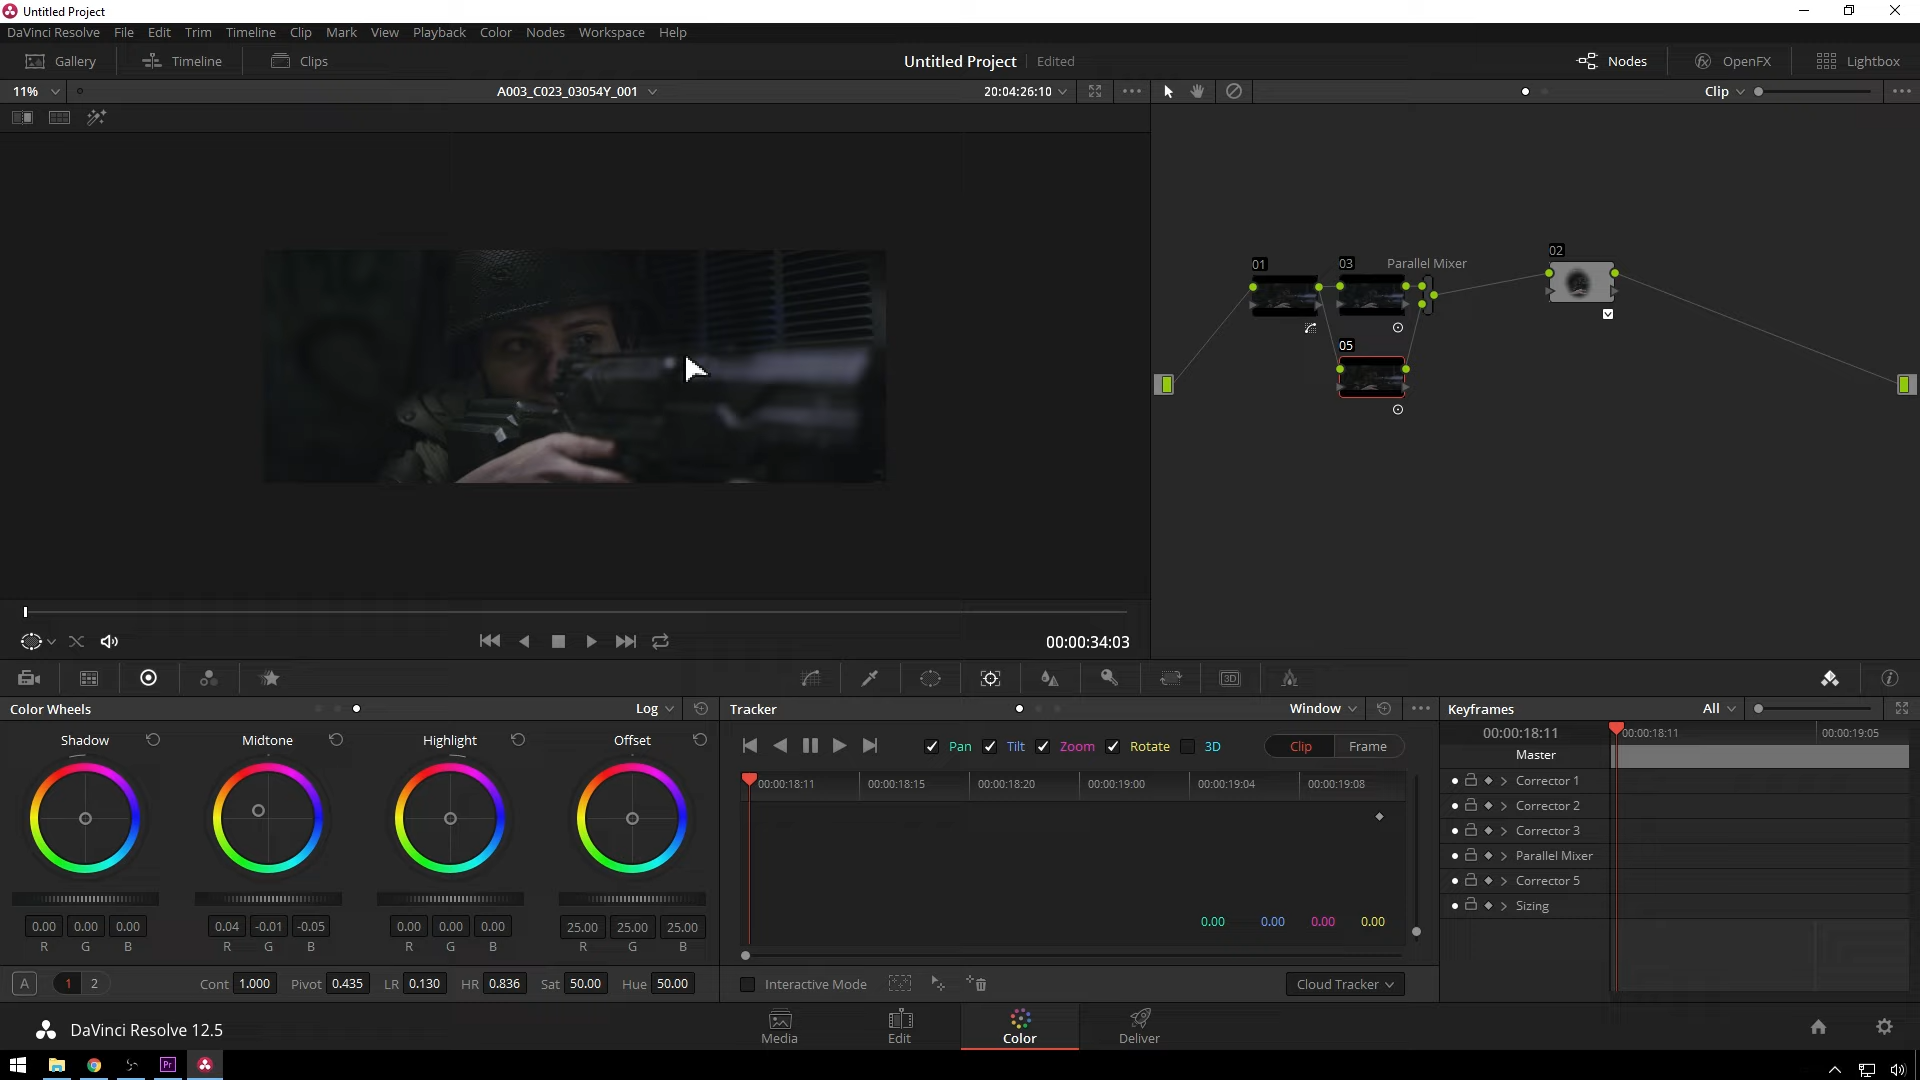 Untitled Project
DaVinci Resolve File Edit Trim Timeline Clip Mark View Playback Color Nodes Workspace Help
Gallery Timeline Clips Untitled Project Edited Nodes OpenFX Lightbox
11% A003_C023_03054Y_001 20:04:26:10 Clip
01 03 Parallel Mixer 02
05
00:00:34:03
3D
Color Wheels Log Tracker Window Keyframes All
Shadow Midtone Highlight Offset
Pan Tilt Zoom Rotate 3D Clip Frame
00:00:18:11 00:00:18:11 00:00:19:05
Master
00:00:18:11 00:00:18:15 00:00:18:20 00:00:19:00 00:00:19:04 00:00:19:08
Corrector 1
Corrector 2
Corrector 3
Parallel Mixer
Corrector 5
Sizing
0.00 0.00 0.00 0.00
0.00 0.00 0.00 0.04 -0.01 -0.05 0.00 0.00 0.00 25.00 25.00 25.00
R G B R G B R G B R G B
A 1 2 Cont 1.000 Pivot 0.435 LR 0.130 HR 0.836 Sat 50.00 Hue 50.00
Interactive Mode Cloud Tracker
DaVinci Resolve 12.5
Media Edit Color Deliver
Pr